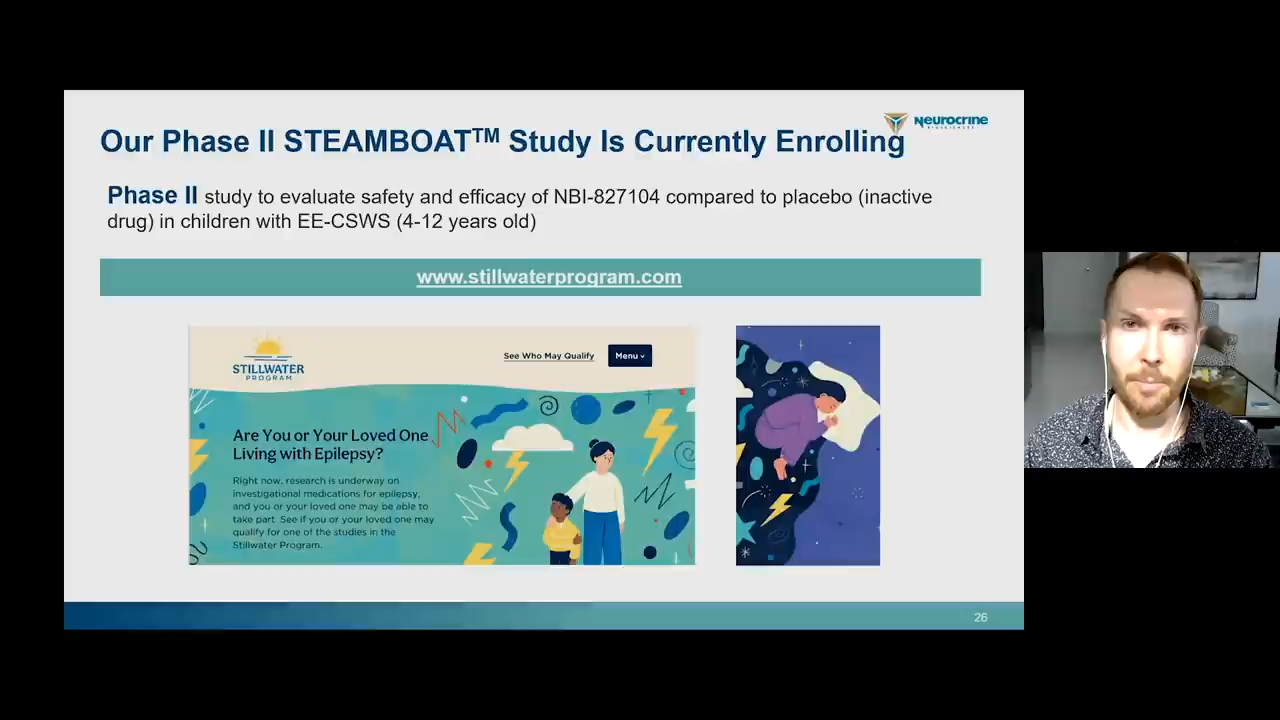 Our Phase II STEAMBOAT™ Study Is Currently Enrolling
NEUROCRINE
BIOSCIENCES
Phase II study to evaluate safety and efficacy of NBI-827104 compared to placebo (inactive
drug) in children with EE-CSWS (4-12 years old)
www.stillwaterprogram.com
STILLWATER
PROGRAM
See Who May Qualify
Menu
Are You or Your Loved One
Living with Epilepsy?
Right now, research is underway on
investigational medications for epilepsy,
and you or your loved one may be able to
take part. See if you or your loved one may
qualify for one of the studies in the
Stillwater Program.
26